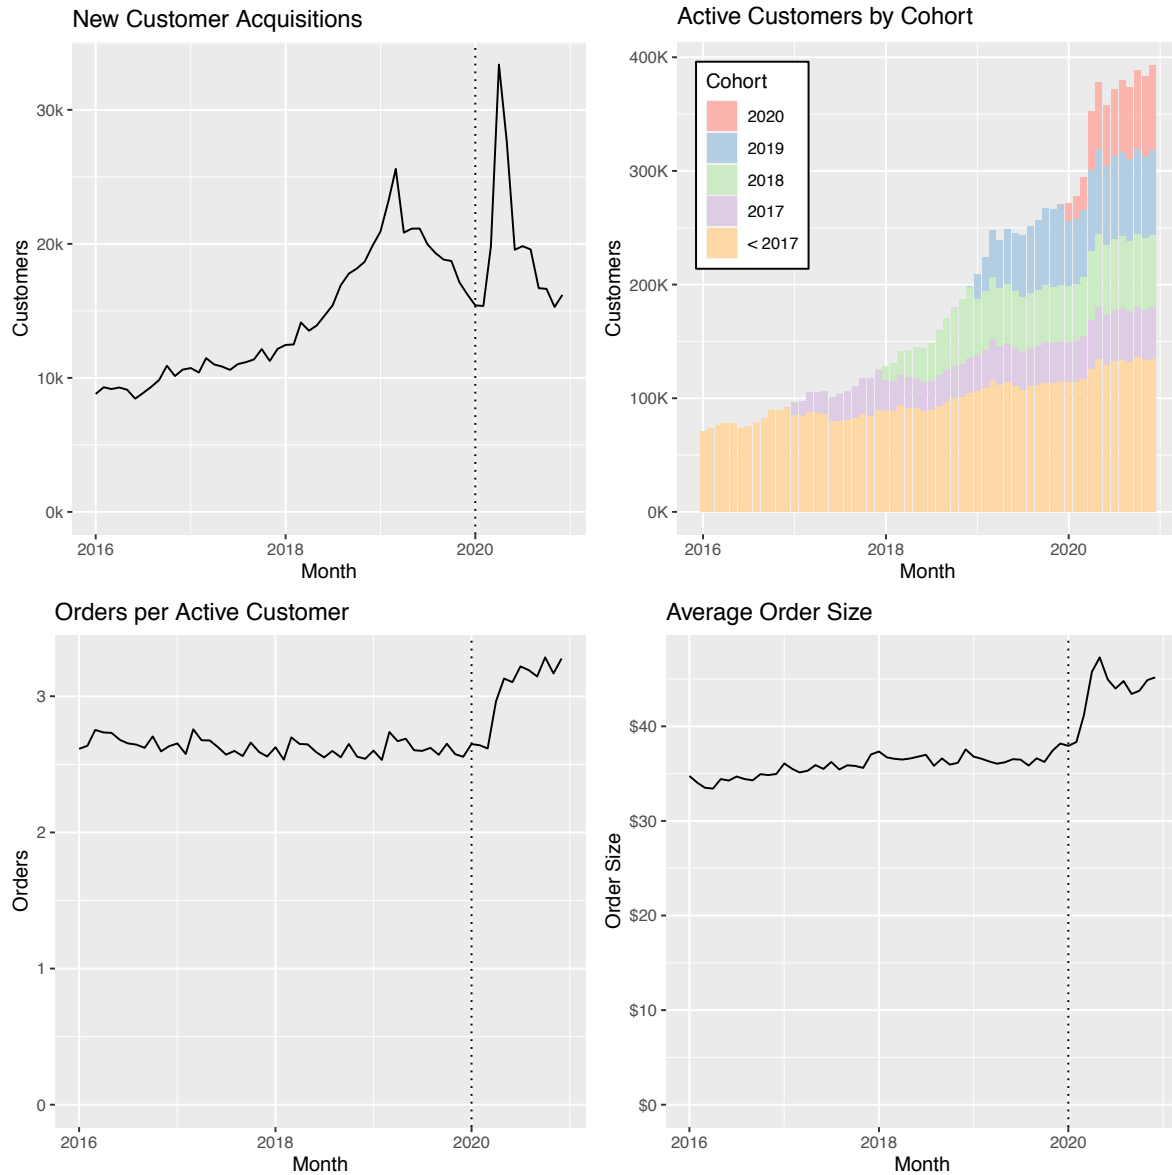 New Customer Acquisitions
30k
20k
10k
0k
Customers
2016
2018
2020
Month
Active Customers by Cohort
400K
300K
200K
100K
0K
Customers
Cohort
2020
2019
2018
2017
< 2017
2016
2018
2020
Month
Orders per Active Customer
3
2
1
0
Orders
2016
2018
2020
Month
Average Order Size
$40
$30
$20
$10
$0
Order Size
2016
2018
2020
Month